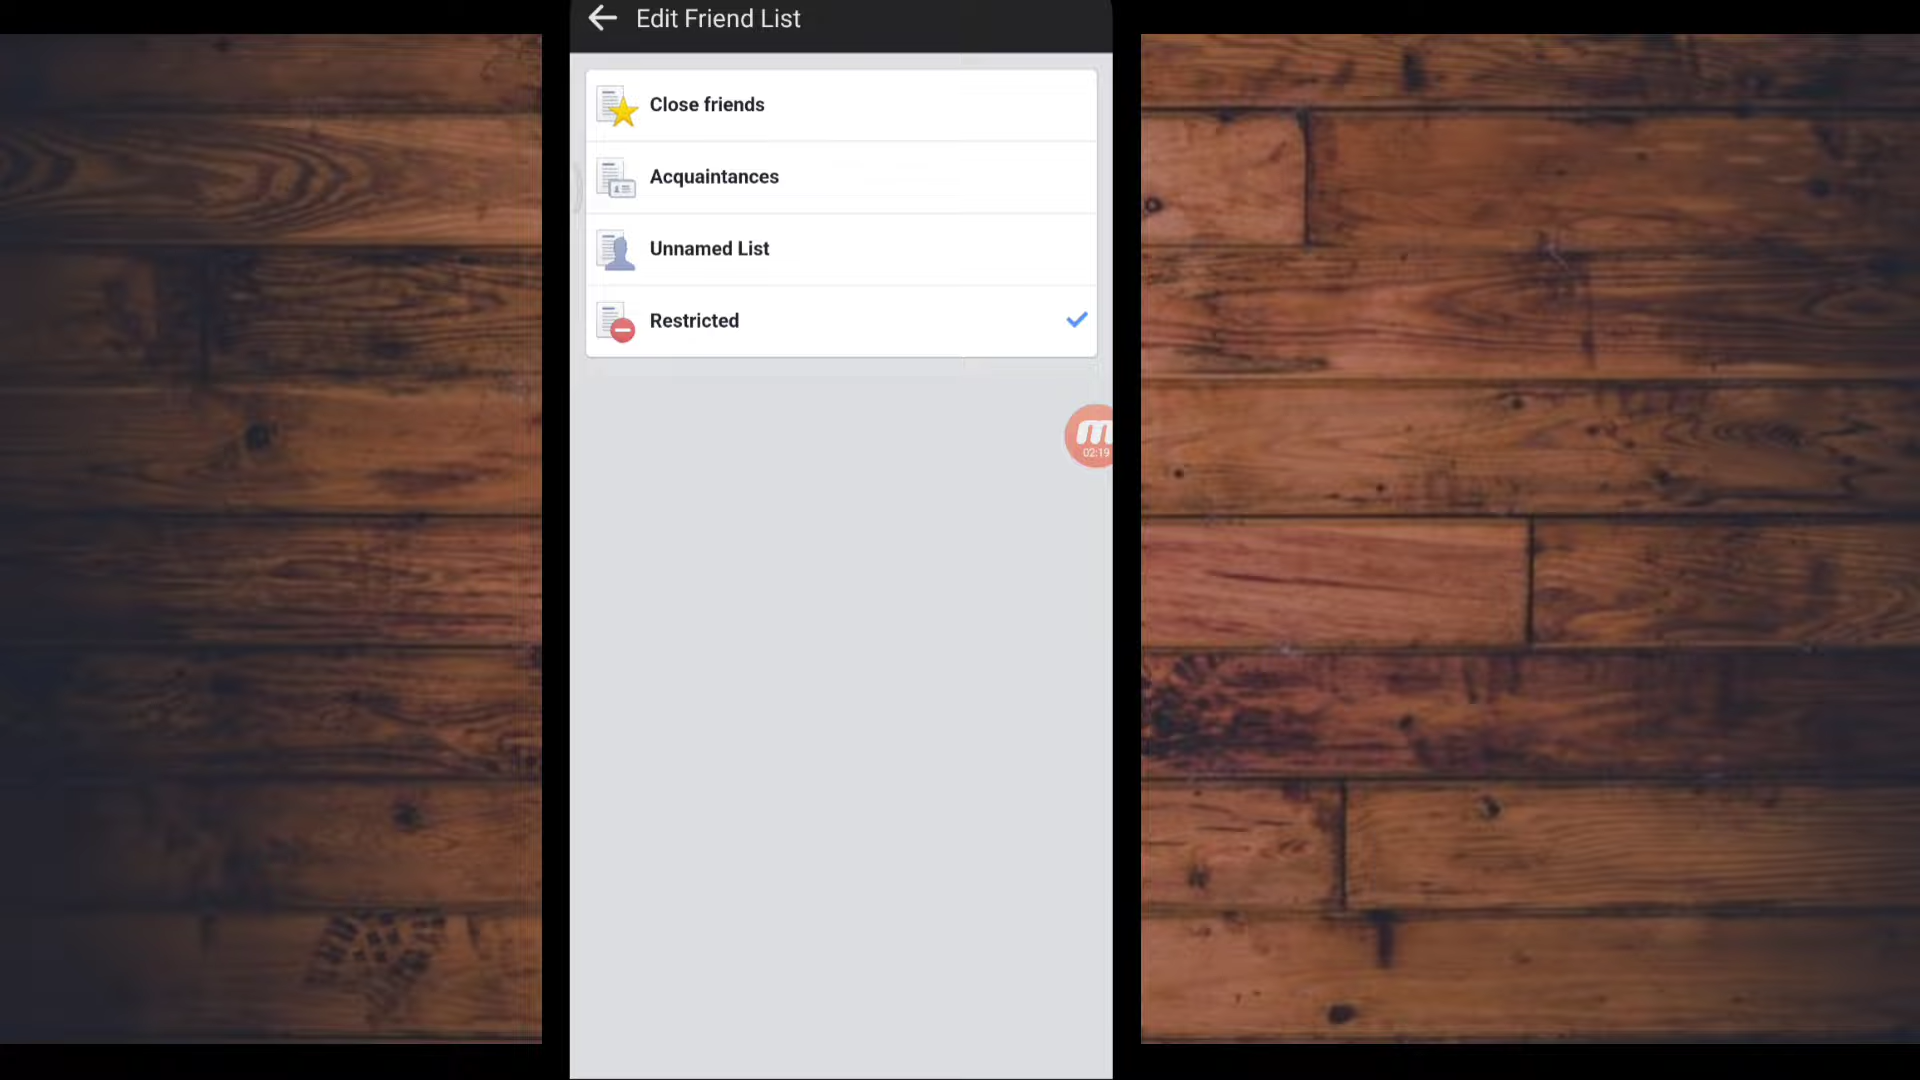 Edit Friend List
Close friends
Acquaintances
Unnamed List
Restricted
m
02:19